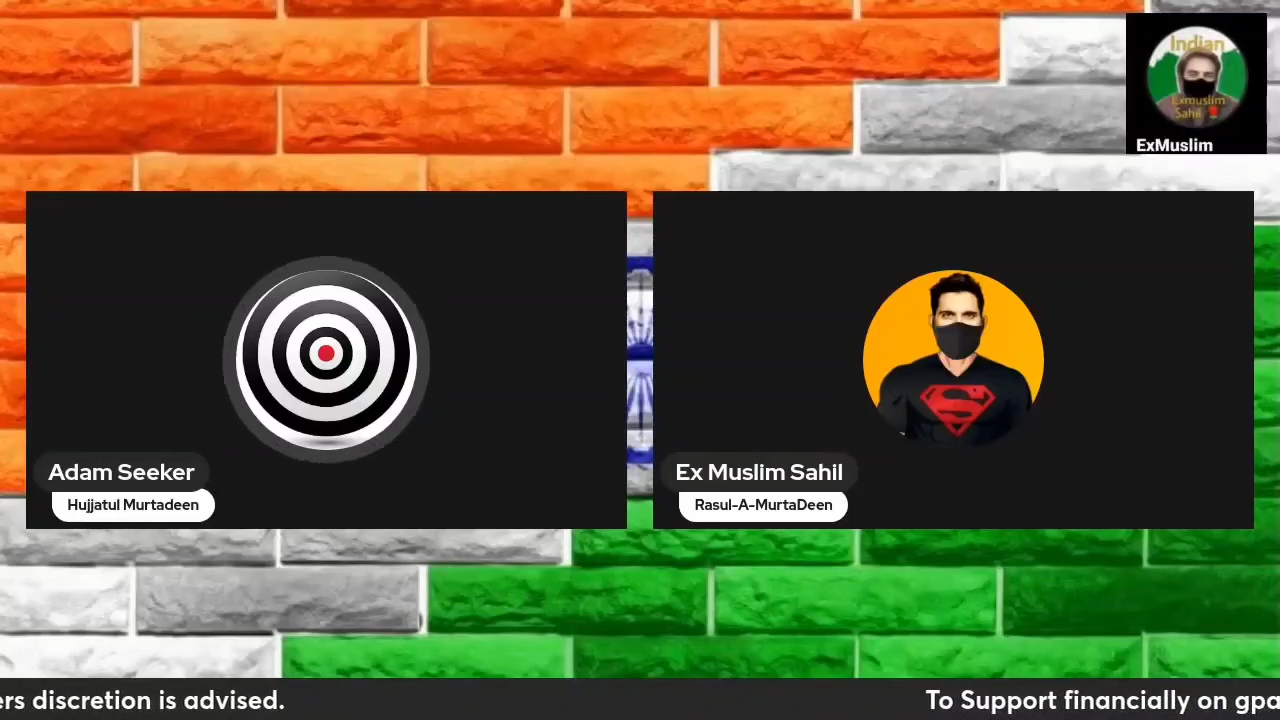 Indian
Exmuslim
Sahil
ExMuslim
Adam Seeker
Hujjatul Murtadeen
Ex Muslim Sahil
Rasul-A-MurtaDeen
ers discretion is advised.
To Support financially on gpa